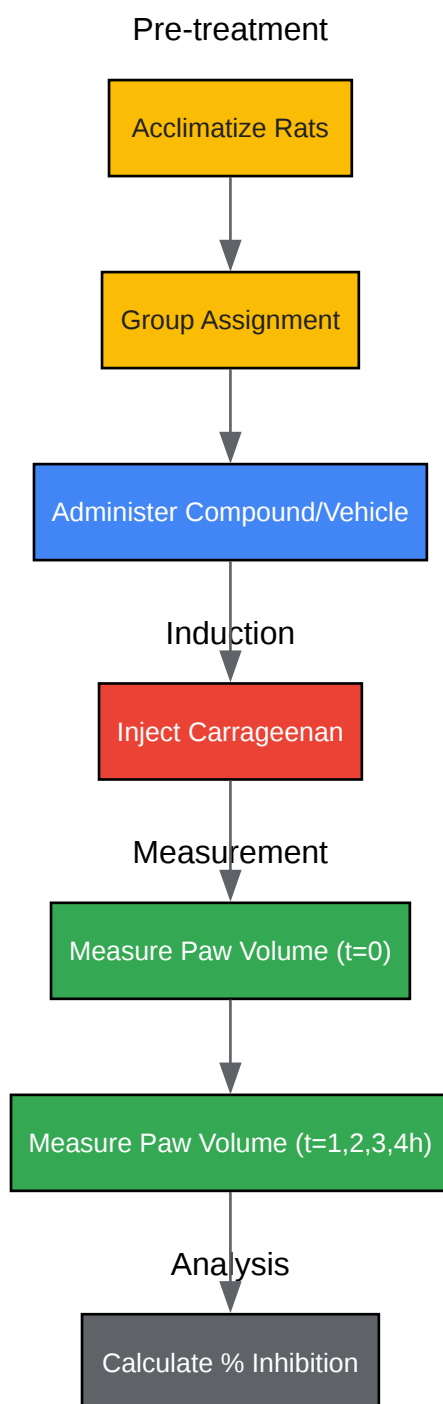 Pre-treatment
Acclimatize Rats
Group Assignment
Administer Compound/Vehicle
Induction
Inject Carrageenan
Measurement
Measure Paw Volume (t=0)
Measure Paw Volume (t=1,2,3,4h)
Analysis
Calculate % Inhibition